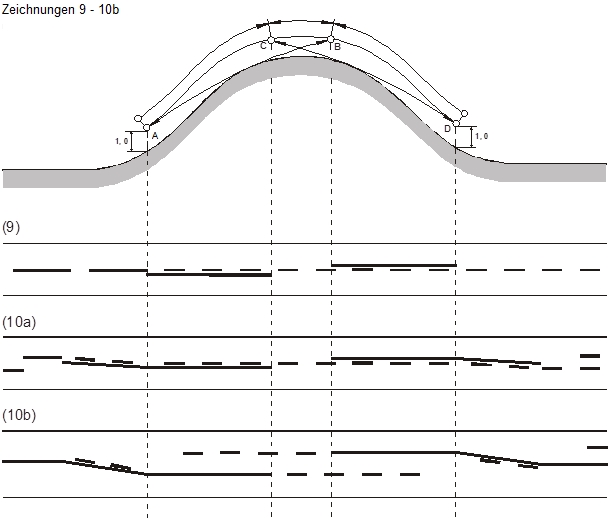 Zeichnungen 9 - 10b
C
B
A
D
1, 0
1, 0
(9)
(10a)
(10b)